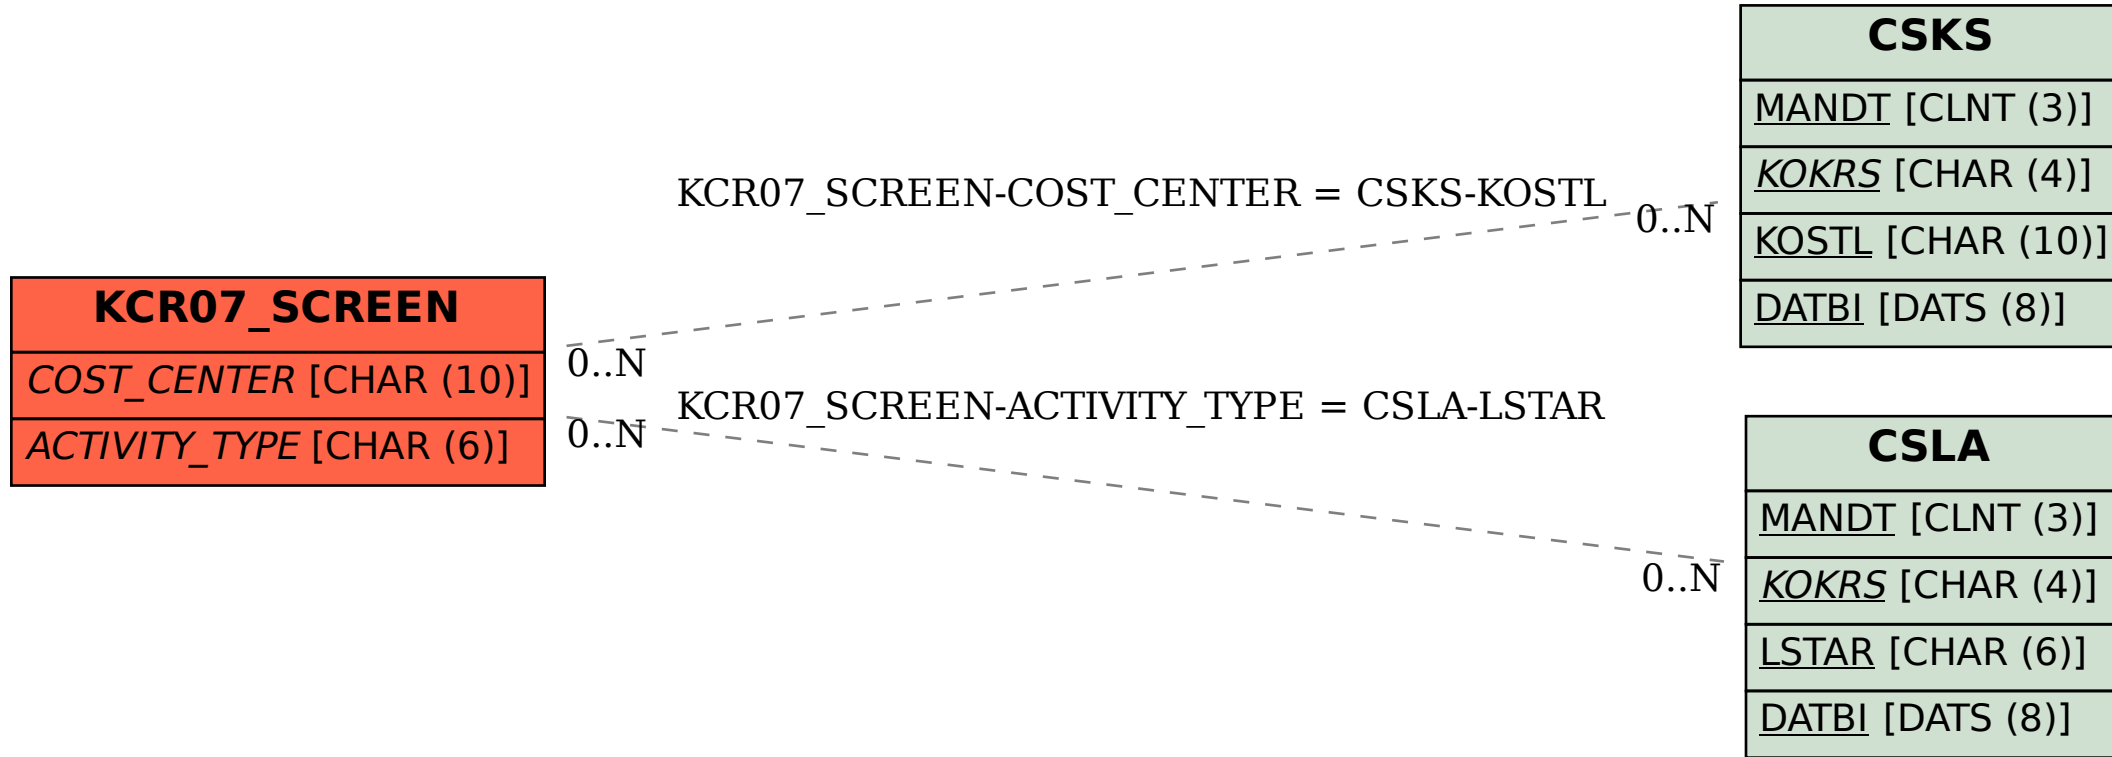 KCR07_SCREEN
COST_CENTER [CHAR (10)]
ACTIVITY_TYPE [CHAR (6)]
KCR07_SCREEN-COST_CENTER = CSKS-KOSTL
0..N
0..N
KCR07_SCREEN-ACTIVITY_TYPE = CSLA-LSTAR
0..N
0..N
CSKS
MANDT [CLNT (3)]
KOKRS [CHAR (4)]
KOSTL [CHAR (10)]
DATBI [DATS (8)]
CSLA
MANDT [CLNT (3)]
KOKRS [CHAR (4)]
LSTAR [CHAR (6)]
DATBI [DATS (8)]